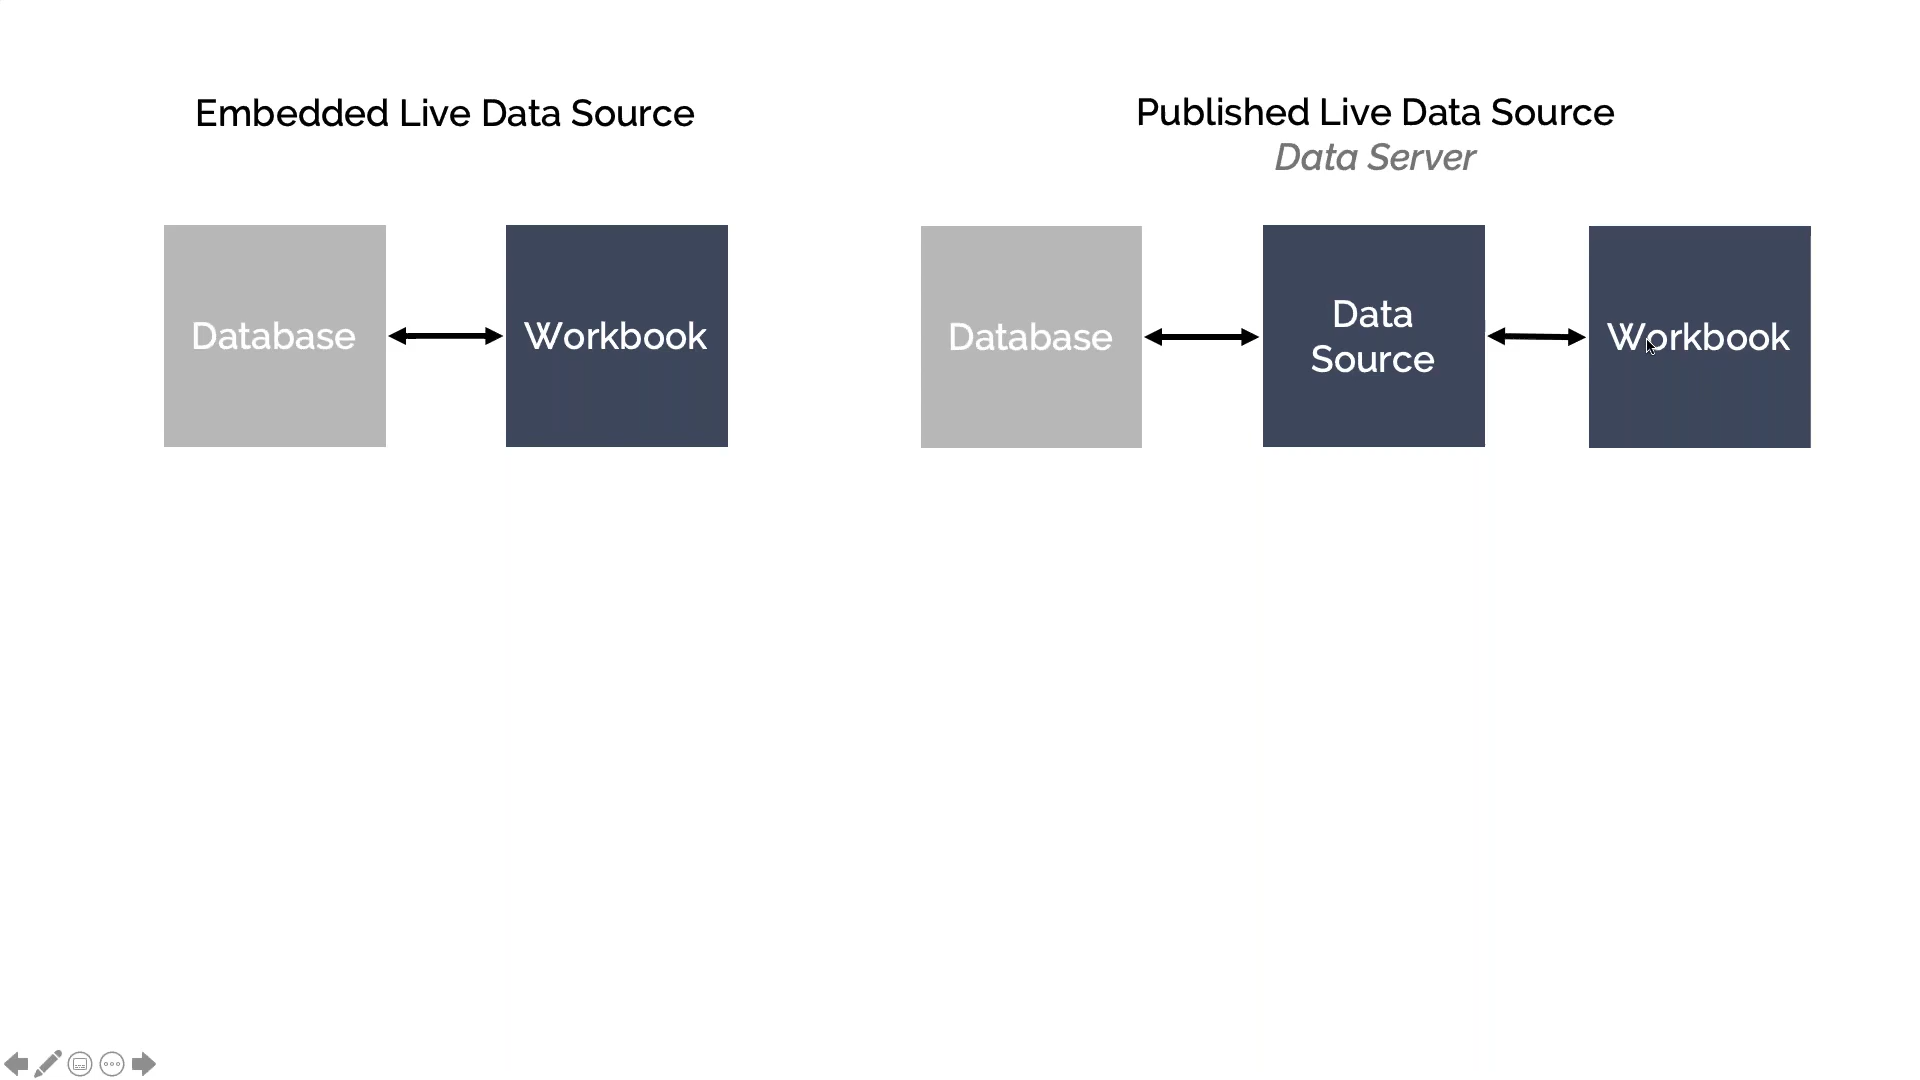 Embedded Live Data Source
Database
Workbook
Published Live Data Source
Data Server
Database
Data
Source
Workbook